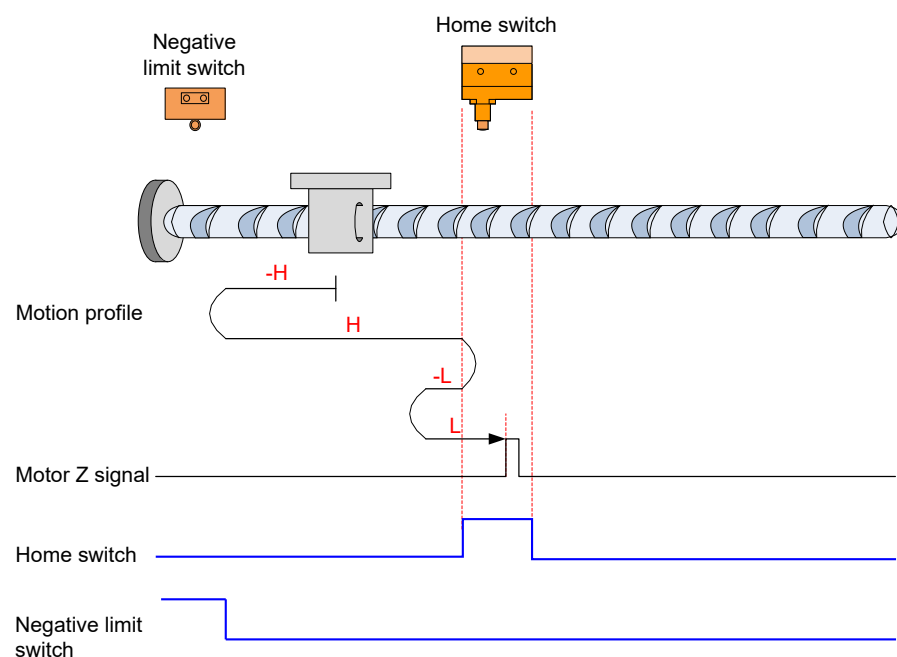 Home switch
Negative
limit switch
-H
Motion profile
H
-L
L
Motor Z signal
Home switch
Negative limit
switch